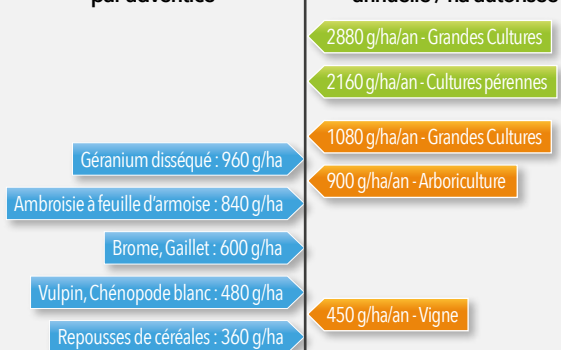 par adventice
annuelle / ha autorisée
2880 g/ha/an - Grandes Cultures
2160 g/ha/an - Cultures pérennes
1080 g/ha/an - Grandes Cultures
Géranium disséqué : 960 g/ha
900 g/ha/an - Arboriculture
Ambroisie à feuille d'armoise : 840 g/ha
Brome, Gaillet : 600 g/ha
Vulpin, Chénopode blanc : 480 g/ha
450 g/ha/an - Vigne
Repousses de céréales : 360 g/ha